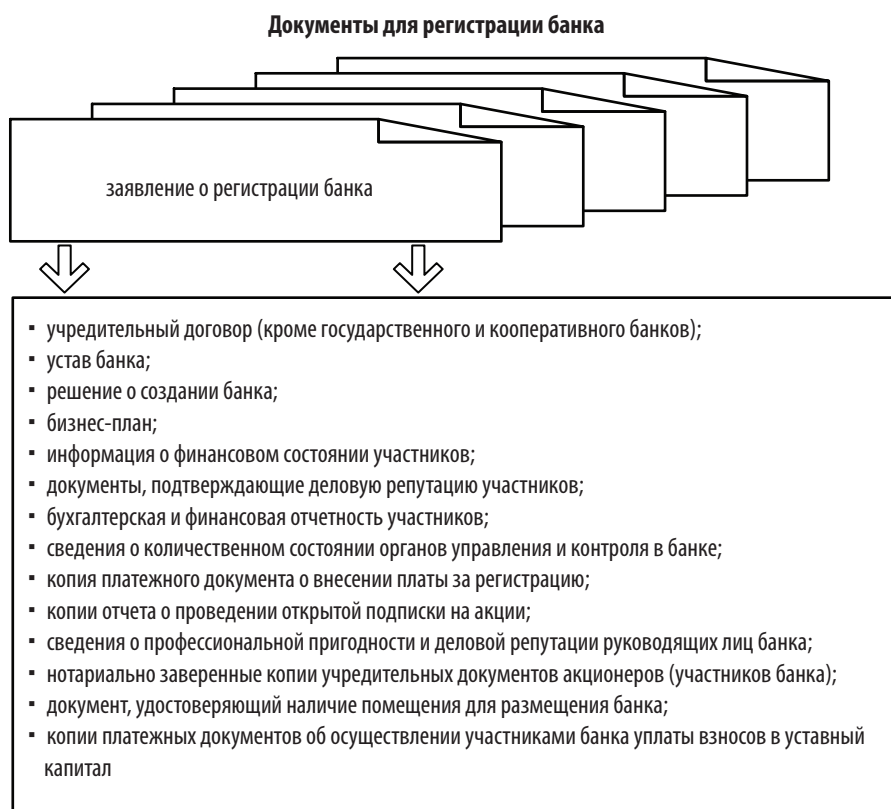 Документы для регистрации банка
заявление о регистрации банка
▪ учредительный договор (кроме государственного и кооперативного банков);
▪ устав банка;
▪ решение о создании банка;
▪ бизнес-план;
▪ информация о финансовом состоянии участников;
▪ документы, подтверждающие деловую репутацию участников;
▪ бухгалтерская и финансовая отчетность участников;
▪ сведения о количественном состоянии органов управления и контроля в банке;
▪ копия платежного документа о внесении платы за регистрацию;
▪ копии отчета о проведении открытой подписки на акции;
▪ сведения о профессиональной пригодности и деловой репутации руководящих лиц банка;
▪ нотариально заверенные копии учредительных документов акционеров (участников банка);
▪ документ, удостоверяющий наличие помещения для размещения банка;
▪ копии платежных документов об осуществлении участниками банка уплаты взносов в уставный
капитал